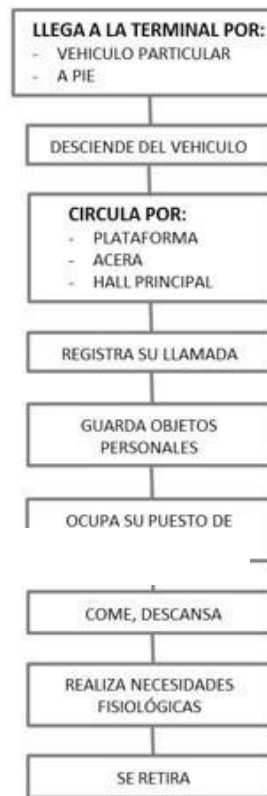 LLEGA A LA TERMINAL POR:
- VEHICULO PARTICULAR
- A PIE
DESCIENDE DEL VEHICULO
CIRCULA POR:
- PLATAFORMA
- ACERA
- HALL PRINCIPAL
REGISTRA SU LLAMADA
GUARDA OBJETOS
PERSONALES
OCUPA SU PUESTO DE
COME, DESCANSA
REALIZA NECESIDADES
FISIOLÓGICAS
SE RETIRA